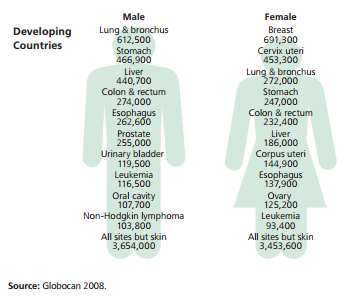 Developing
Countries
Male
Lung & bronchus
612,500
Stomach
466,900
Liver
440,700
Colon & rectum
274,000
Esophagus
262,600
Prostate
255,000
Urinary bladder
119,500
Leukemia
116,500
Oral cavity
107,700
Non-Hodgkin lymphoma
103,800
All sites but skin
3,654,000
Female
Breast
691,300
Cervix uteri
453,300
Lung & bronchus
272,000
Stomach
247,000
Colon & rectum
232,400
Liver
186,000
Corpus uteri
144,900
Esophagus
137,900
Ovary
125,200
Leukemia
93,400
All sites but skin
3,453,600
Source: Globocan 2008.